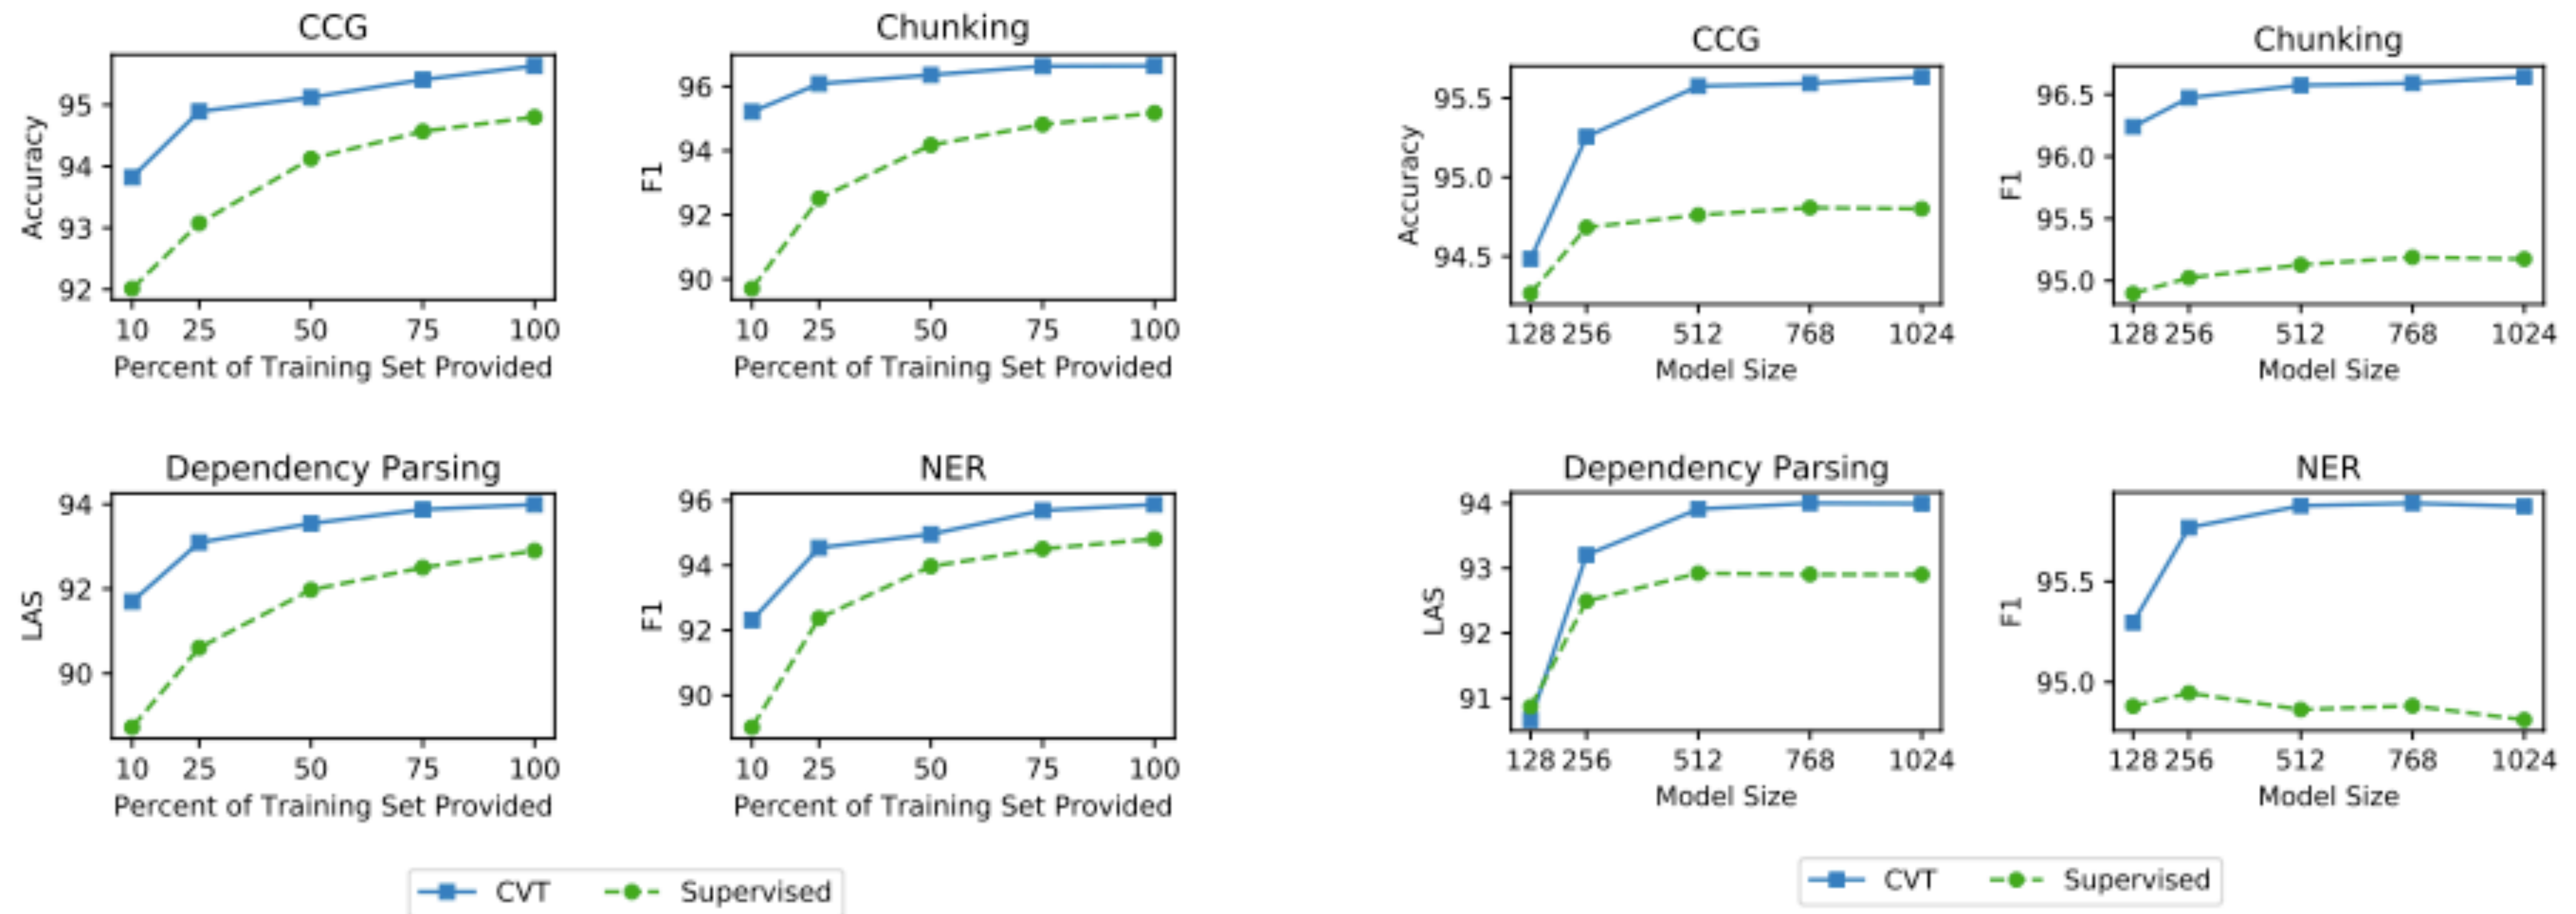 CCG
Accuracy
95
94
93
92
10 25 50 75 100
Percent of Training Set Provided
Chunking
F1
96
94
92
90
10 25 50 75 100
Percent of Training Set Provided
Dependency Parsing
LAS
94
92
90
10 25 50 75 100
Percent of Training Set Provided
NER
F1
96
94
92
90
10 25 50 75 100
Percent of Training Set Provided
CVT Supervised
CCG
Accuracy
95.5
95.0
94.5
128 256 512 768 1024
Model Size
Chunking
F1
96.5
96.0
95.5
95.0
128 256 512 768 1024
Model Size
Dependency Parsing
LAS
94
93
92
91
128 256 512 768 1024
Model Size
NER
F1
95.5
95.0
128 256 512 768 1024
Model Size
CVT Supervised